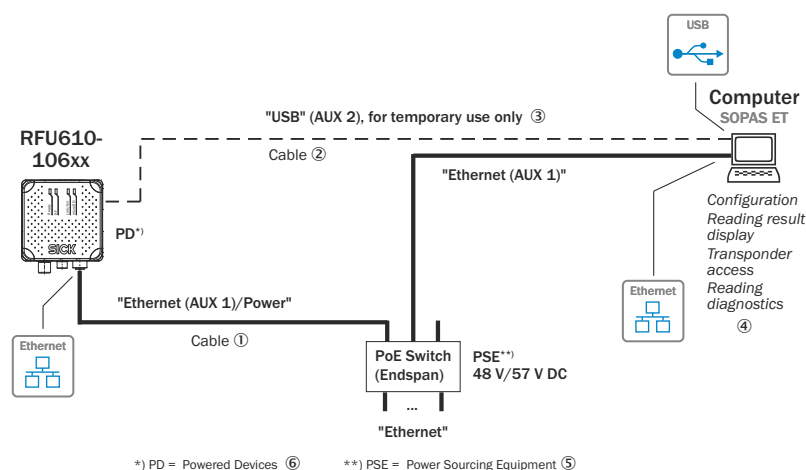 USB
Computer
SOPAS ET
"USB" (AUX 2), for temporary use only ③
RFU610-
106xx
Cable ②
"Ethernet (AUX 1)"
Configuration
Reading result
display
Transponder
access
Reading
diagnostics
④
PD*)
SICK
"Ethernet (AUX 1)/Power"
Ethernet
Ethernet
Cable ①
PoE Switch
(Endspan)
PSE**)
48 V/57 V DC
...
"Ethernet"
*) PD = Powered Devices ⑥
**) PSE = Power Sourcing Equipment ⑤